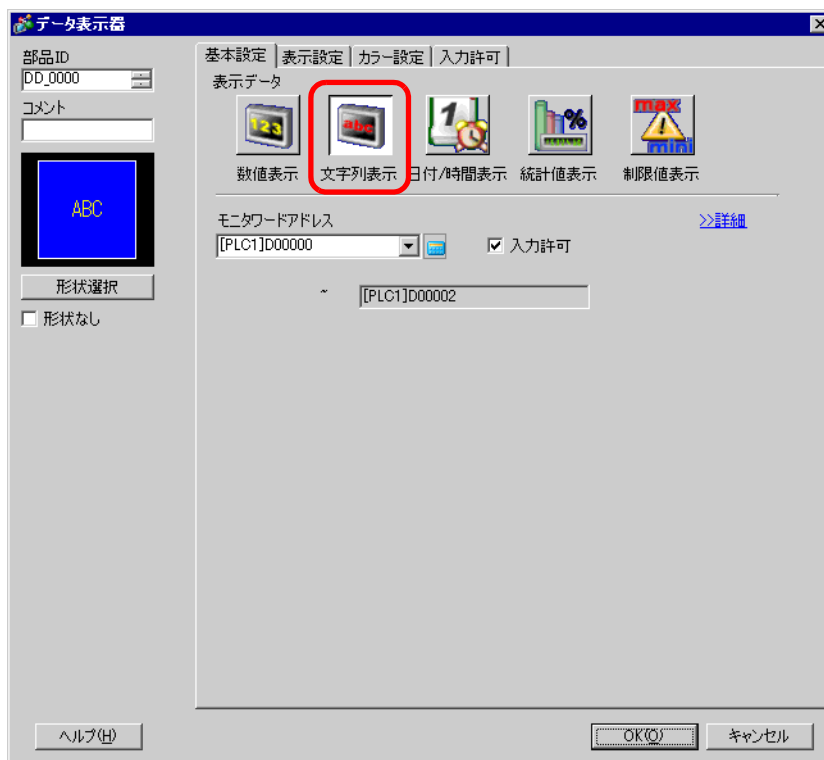 データ表示器
部品ID
DD_0000
コメント
ABC
形状選択
形状なし
基本設定 表示設定 カラー設定 入力許可
表示データ
123 abc 1 % max mini
数値表示 文字列表示 日付/時間表示 統計値表示 制限値表示
モニタワードアドレス >>詳細
[PLC1]D00000 入力許可
~ [PLC1]D00002
ヘルプ(H) OK(O) キャンセル